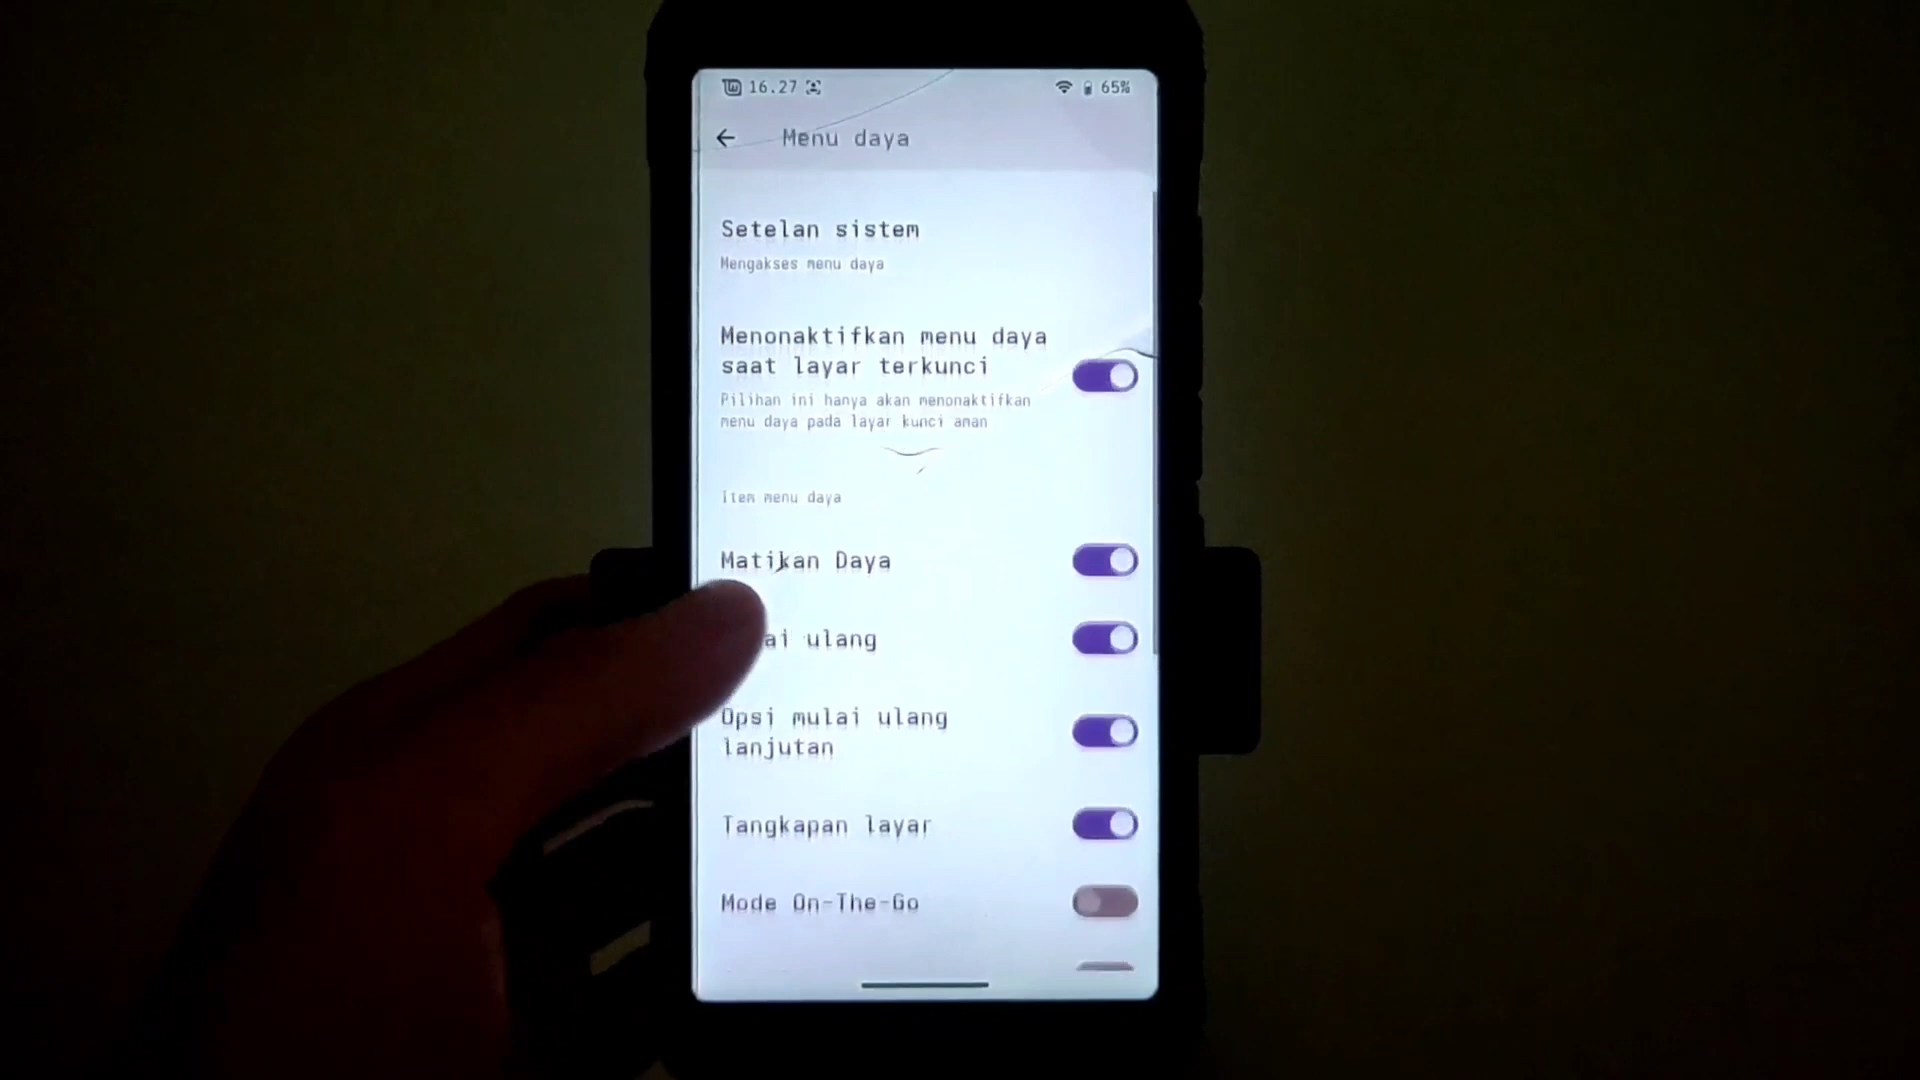 16.27 65%
Menu daya
Setelan sistem
Mengakses menu daya
Menonaktifkan menu daya
saat layar terkunci
Pilihan ini hanya akan menonaktifkan
menu daya pada layar kunci aman
Item menu daya
Matikan Daya
ai ulang
Opsi mulai ulang
lanjutan
Tangkapan layar
Mode On-The-Go